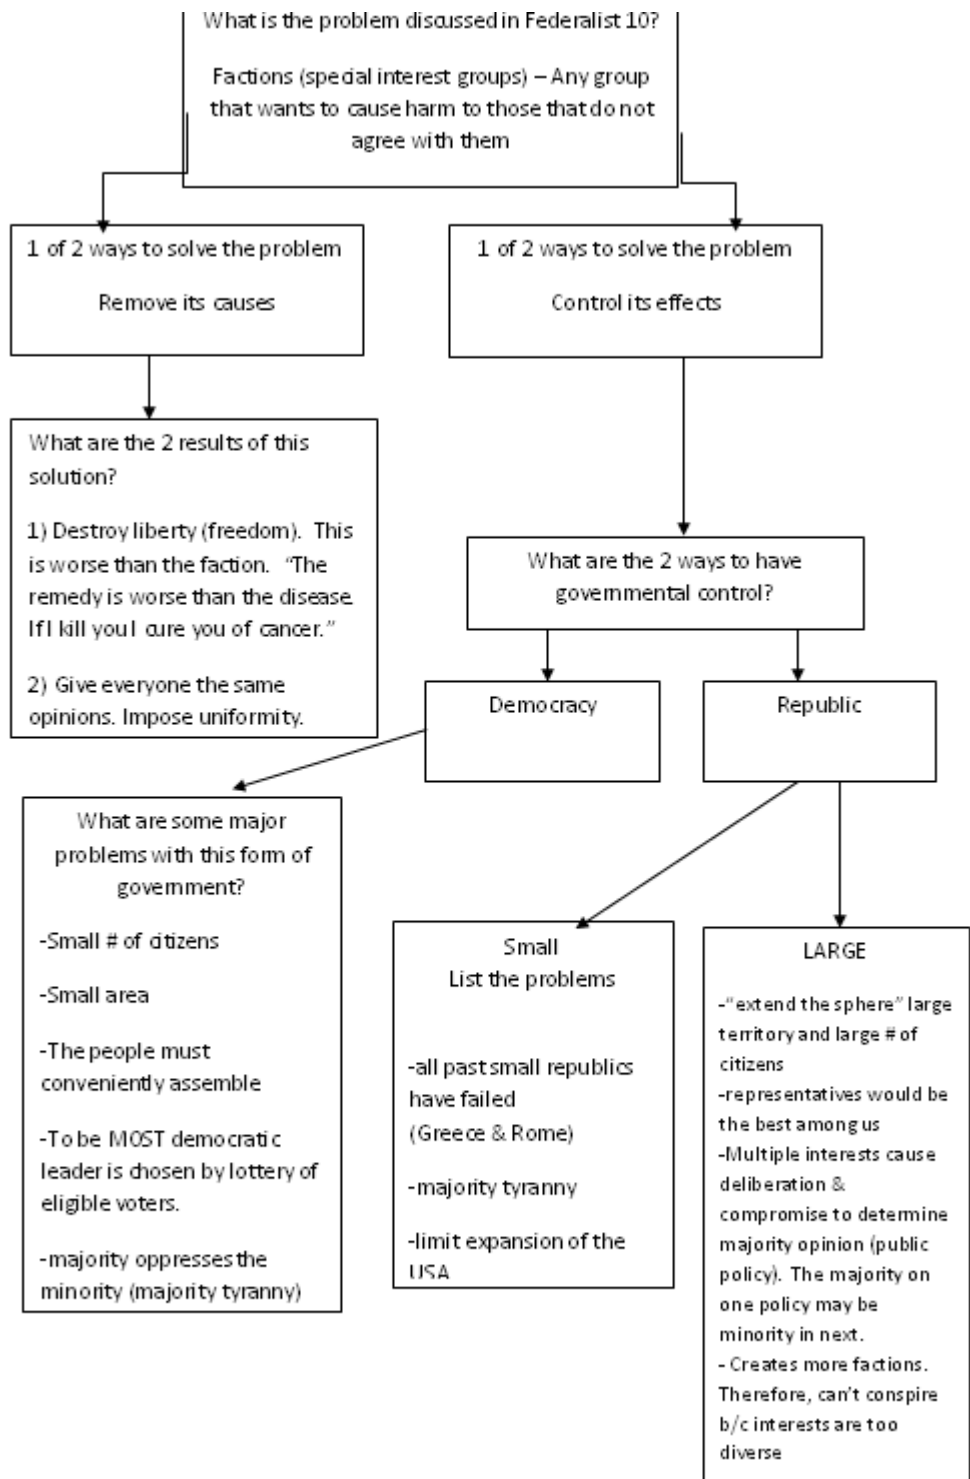 What is the problem discussed in Federalist 10?
Factions (special interest groups) – Any group
that wants to cause harm to those that do not
agree with them
1 of 2 ways to solve the problem
Remove its causes
1 of 2 ways to solve the problem
Control its effects
What are the 2 results of this
solution?
1) Destroy liberty (freedom). This
is worse than the faction. “The
remedy is worse than the disease.
If I kill you I cure you of cancer.”
2) Give everyone the same
opinions. Impose uniformity.
What are the 2 ways to have
governmental control?
Democracy
Republic
What are some major
problems with this form of
government?
-Small # of citizens
-Small area
-The people must
conveniently assemble
-To be MOST democratic
leader is chosen by lottery of
eligible voters.
-majority oppresses the
minority (majority tyranny)
Small
List the problems
-all past small republics
have failed
(Greece & Rome)
-majority tyranny
-limit expansion of the
USA
LARGE
-“extend the sphere” large
territory and large # of
citizens
-representatives would be
the best among us
-Multiple interests cause
deliberation &
compromise to determine
majority opinion (public
policy). The majority on
one policy may be
minority in next.
- Creates more factions.
Therefore, can’t conspire
b/c interests are too
diverse